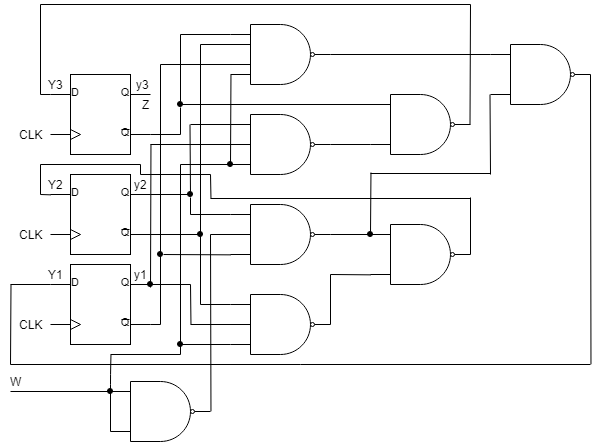 Y3 D Q y3
Z
CLK Q
Y2 D Q y2
CLK Q
Y1 D Q y1
CLK Q
W